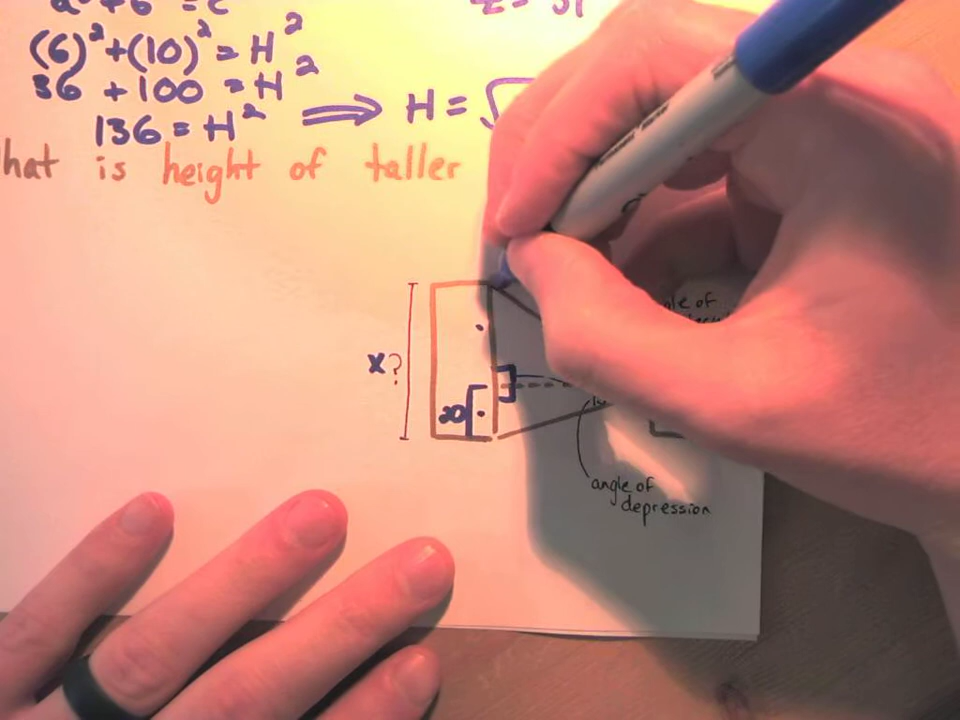 (6)² + (10)² = H²
36 + 100 = H²
136 = H² ⟹ H = √
hat is height of taller
of
x?
20
angle of
depression